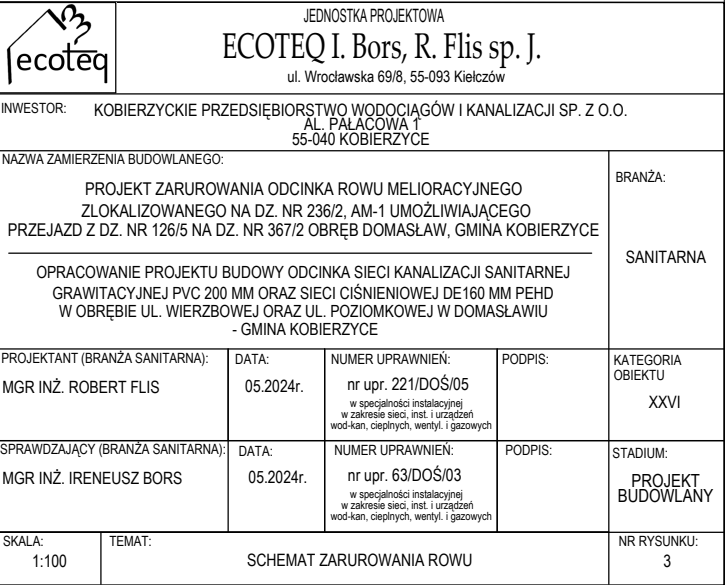 ecoteq
JEDNOSTKA PROJEKTOWA
ECOTEQ I. Bors, R. Flis sp. J.
ul. Wrocławska 69/8, 55-093 Kiełczów
INWESTOR:
KOBIERZYCKIE PRZEDSIĘBIORSTWO WODOCIĄGÓW I KANALIZACJI SP. Z O.O.
AL. PAŁACOWA 1
55-040 KOBIERZYCE
NAZWA ZAMIERZENIA BUDOWLANEGO:
PROJEKT ZARUROWANIA ODCINKA ROWU MELIORACYJNEGO
ZLOKALIZOWANEGO NA DZ. NR 236/2, AM-1 UMOŻLIWIAJĄCEGO
PRZEJAZD Z DZ. NR 126/5 NA DZ. NR 367/2 OBRĘB DOMASŁAW, GMINA KOBIERZYCE
OPRACOWANIE PROJEKTU BUDOWY ODCINKA SIECI KANALIZACJI SANITARNEJ
GRAWITACYJNEJ PVC 200 MM ORAZ SIECI CIŚNIENIOWEJ DE160 MM PEHD
W OBRĘBIE UL. WIERZBOWEJ ORAZ UL. POZIOMKOWEJ W DOMASŁAWIU
- GMINA KOBIERZYCE
BRANŻA:
SANITARNA
PROJEKTANT (BRANŻA SANITARNA):
MGR INŻ. ROBERT FLIS
DATA:
05.2024r.
NUMER UPRAWNIEŃ:
nr upr. 221/DOŚ/05
w specjalności instalacyjnej
w zakresie sieci, inst. i urządzeń
wod-kan, cieplnych, wentyl. i gazowych
PODPIS:
KATEGORIA
OBIEKTU
XXVI
SPRAWDZAJĄCY (BRANŻA SANITARNA):
MGR INŻ. IRENEUSZ BORS
DATA:
05.2024r.
NUMER UPRAWNIEŃ:
nr upr. 63/DOŚ/03
w specjalności instalacyjnej
w zakresie sieci, inst. i urządzeń
wod-kan, cieplnych, wentyl. i gazowych
PODPIS:
STADIUM:
PROJEKT
BUDOWLANY
SKALA:
1:100
TEMAT:
SCHEMAT ZARUROWANIA ROWU
NR RYSUNKU:
3